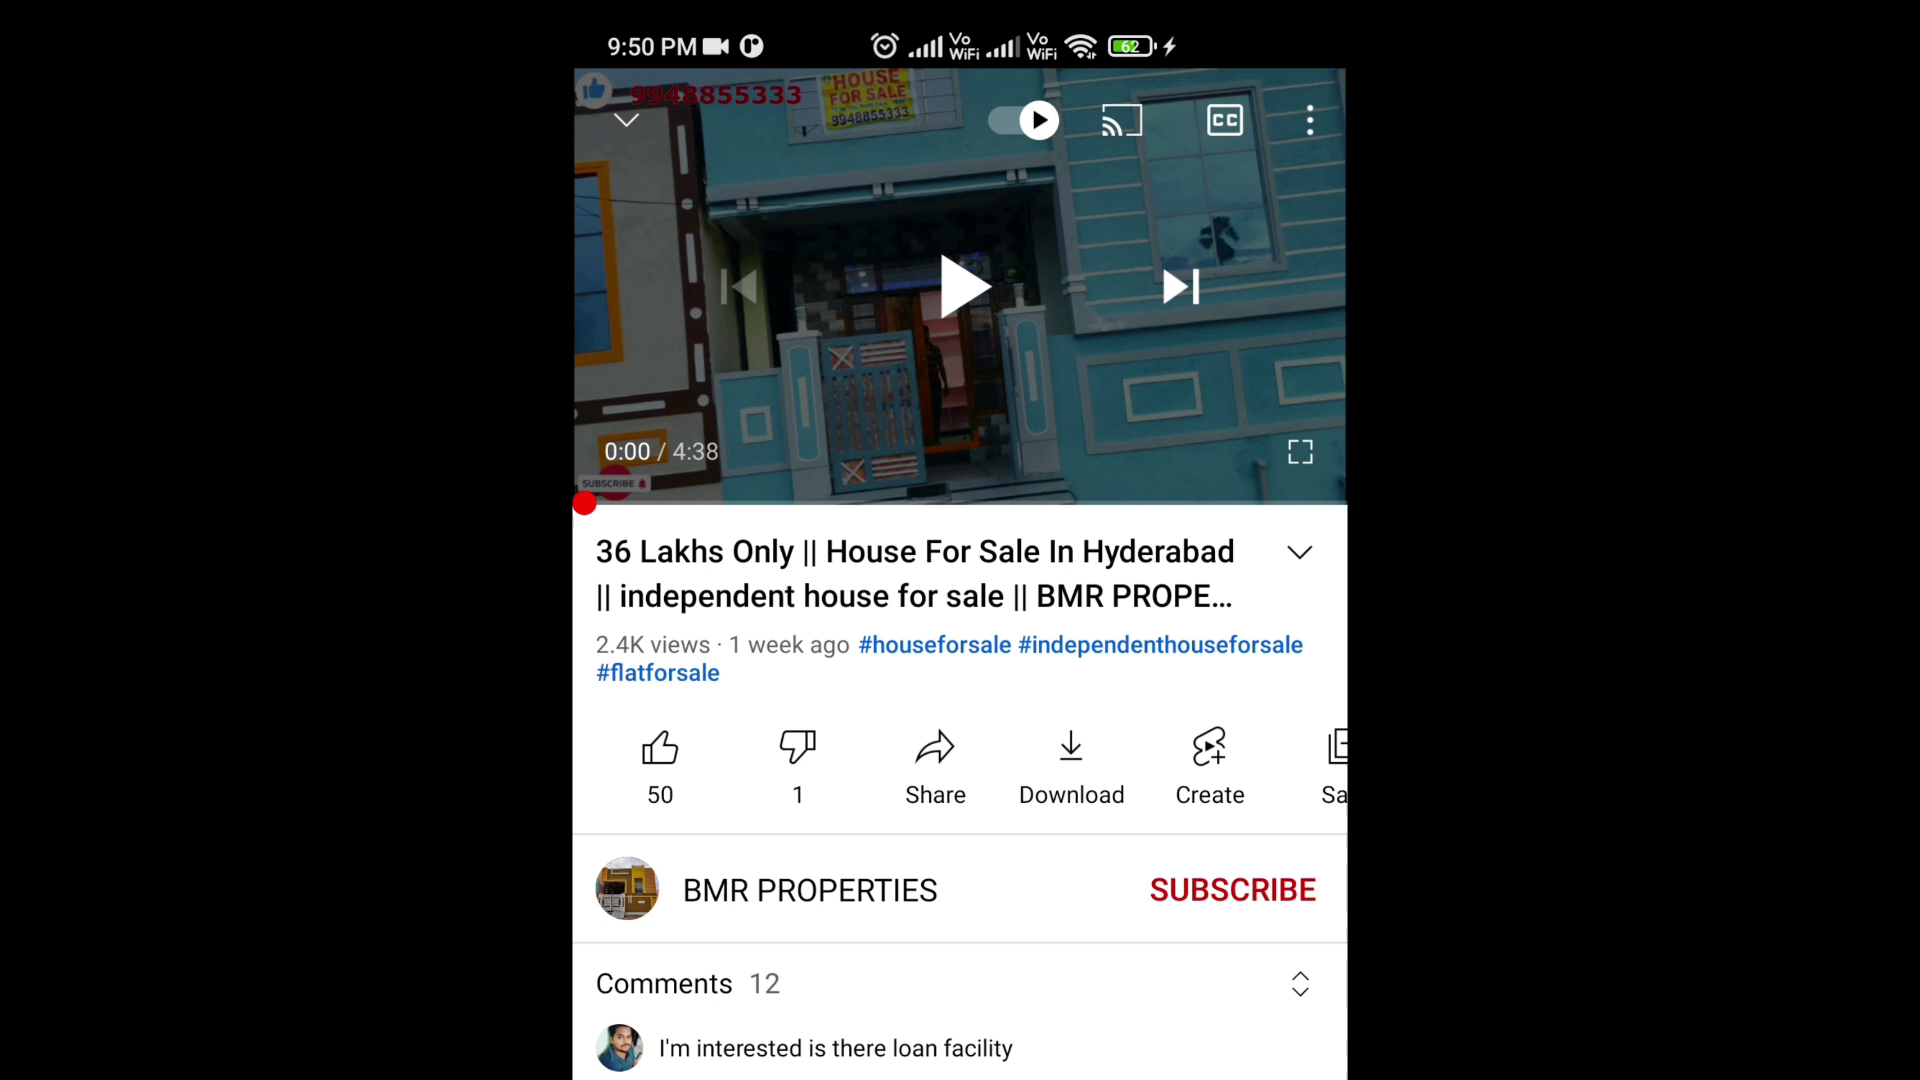 9:50 PM
Vo WiFi Vo WiFi 62
9948855333
HOUSE
FOR SALE
9948855333
CC
0:00 / 4:38
SUBSCRIBE
36 Lakhs Only || House For Sale In Hyderabad
|| independent house for sale || BMR PROPE...
2.4K views · 1 week ago #houseforsale #independenthouseforsale
#flatforsale
50
1
Share
Download
Create
Sa
BMR PROPERTIES
SUBSCRIBE
Comments 12
I'm interested is there loan facility